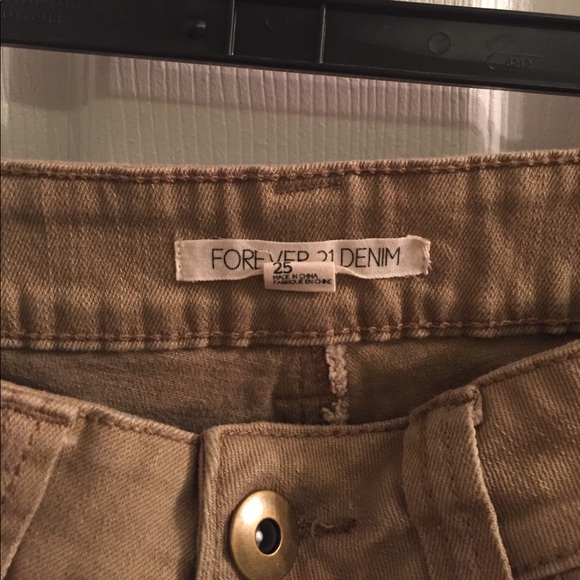 FOREVER 21 DENIM
25
MADE IN CHINA
FABRIQUE EN CHINE